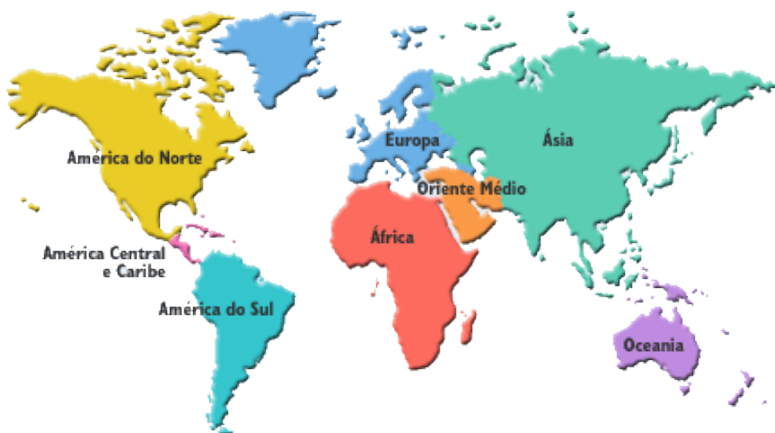 América do Norte
Europa
Ásia
Oriente Médio
África
América Central
e Caribe
América do Sul
Oceania